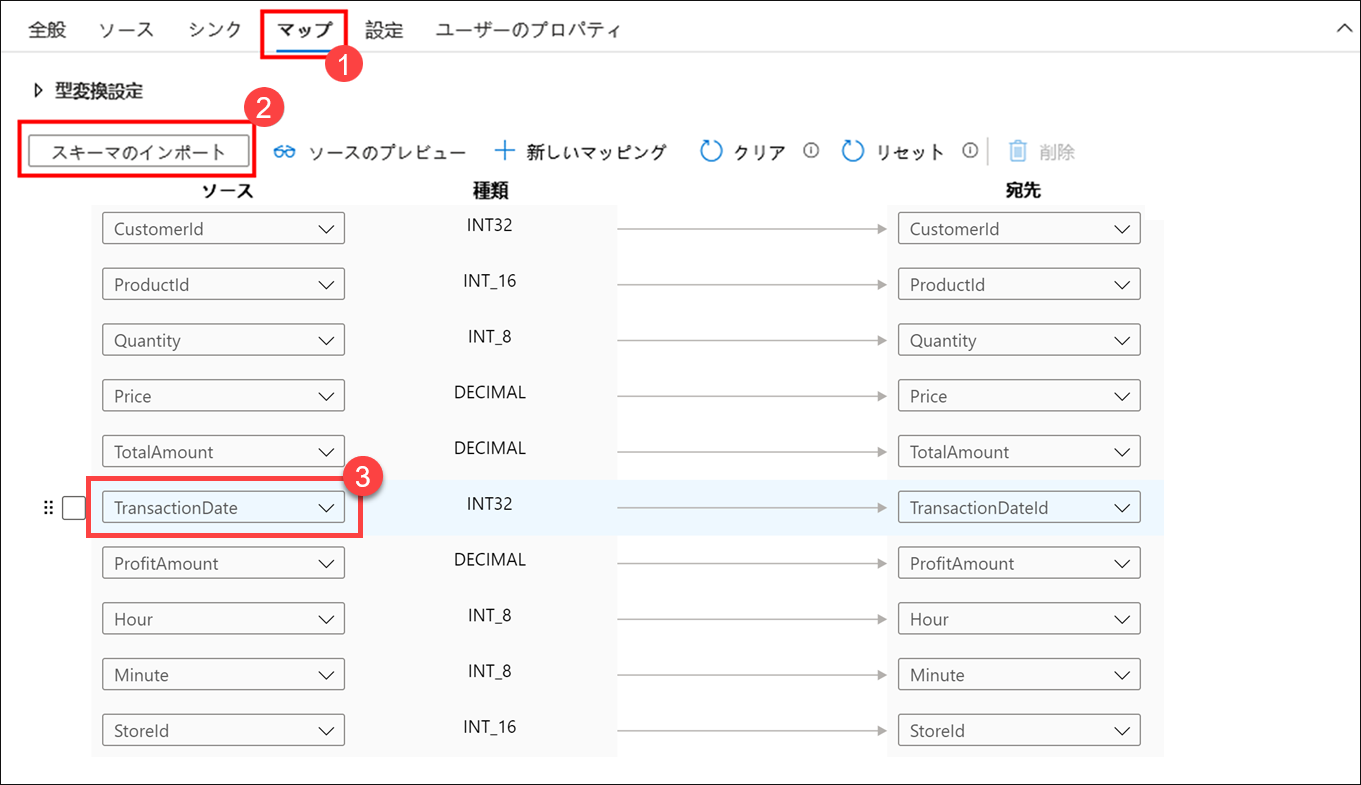 全般 ソース シンク マップ 設定 ユーザーのプロパティ
1
型変換設定
2
スキーマのインポート ソースのプレビュー 新しいマッピング クリア リセット 削除
ソース 種類 宛先
CustomerId INT32 CustomerId
ProductId INT_16 ProductId
Quantity INT_8 Quantity
Price DECIMAL Price
TotalAmount DECIMAL TotalAmount
3
TransactionDate INT32 TransactionDateId
ProfitAmount DECIMAL ProfitAmount
Hour INT_8 Hour
Minute INT_8 Minute
StoreId INT_16 StoreId